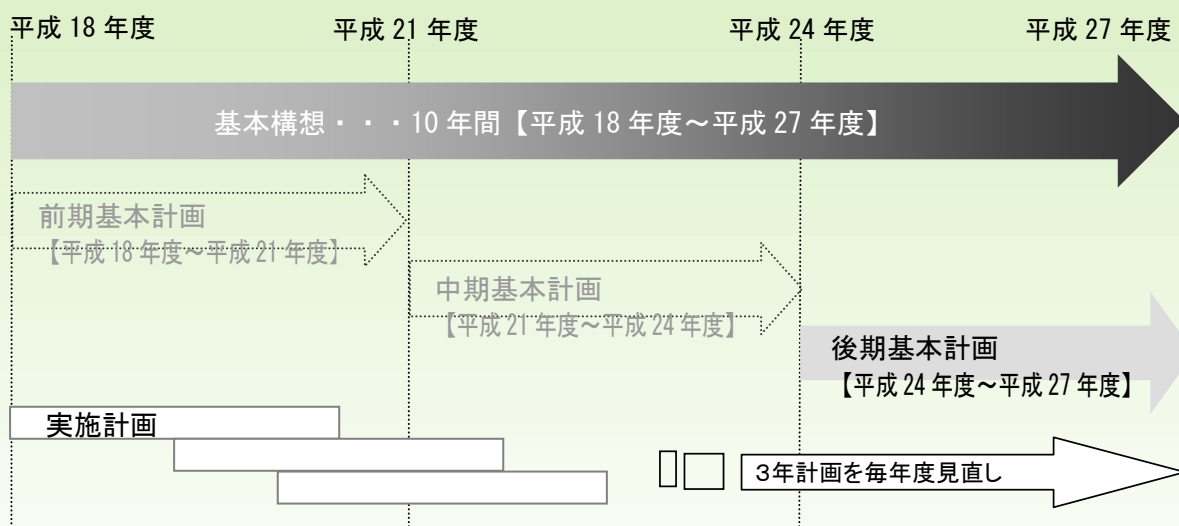 平成 18 年度
平成 21 年度
平成 24 年度
平成 27 年度
基本構想・・・10 年間【平成 18 年度～平成 27 年度】
前期基本計画
【平成 18 年度～平成 21 年度】
中期基本計画
【平成 21 年度～平成 24 年度】
後期基本計画
【平成 24 年度～平成 27 年度】
実施計画
３年計画を毎年度見直し